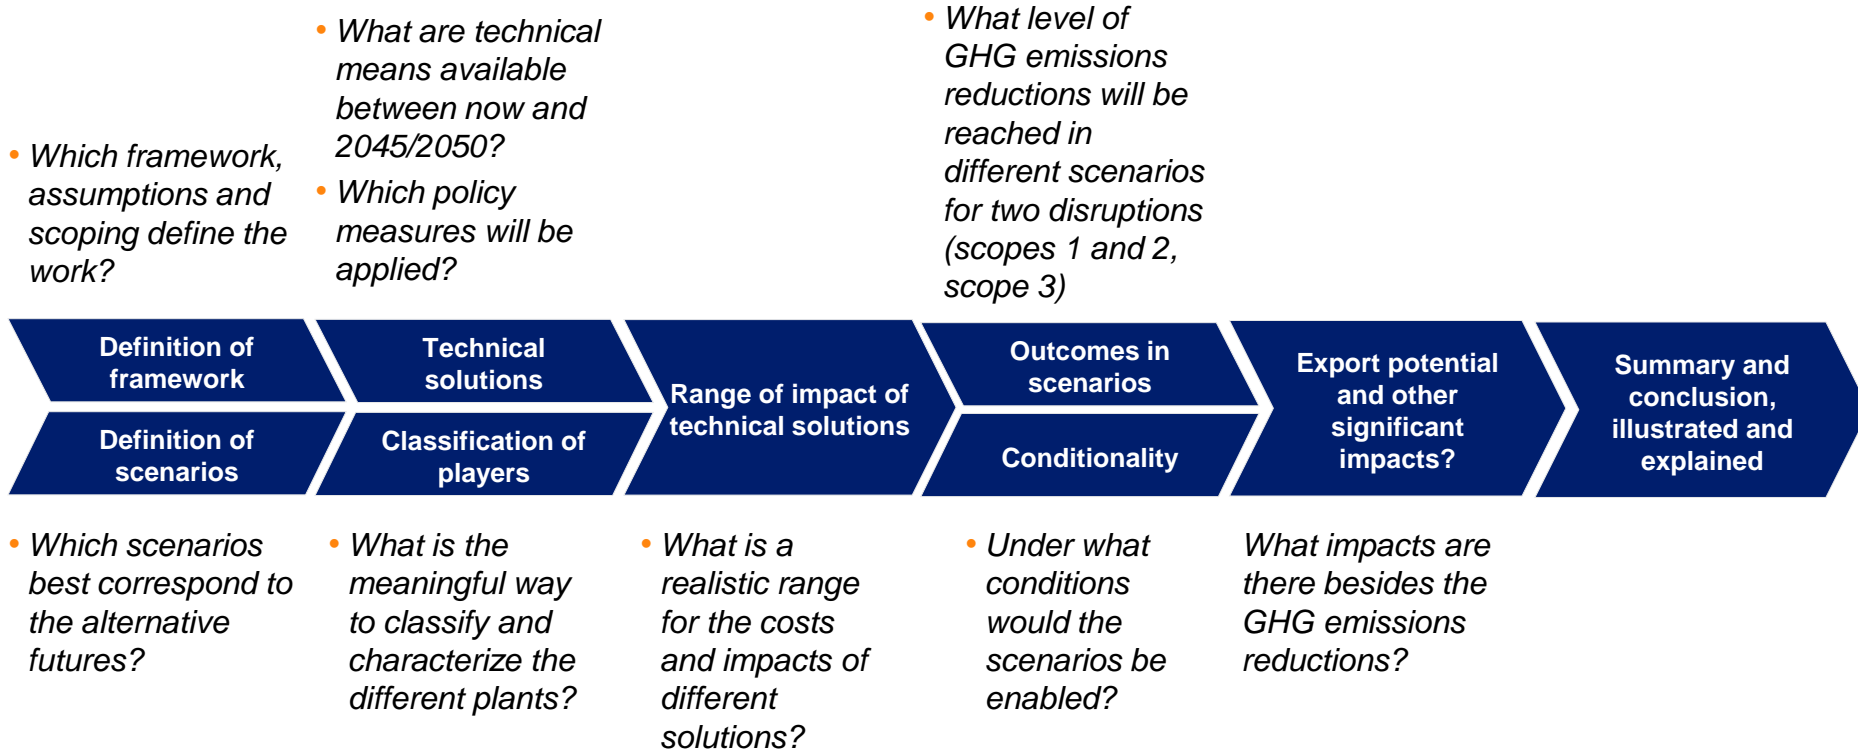 • Which framework,
assumptions and
scoping define the
work?
• What are technical
means available
between now and
2045/2050?
• Which policy
measures will be
applied?
• What level of
GHG emissions
reductions will be
reached in
different scenarios
for two disruptions
(scopes 1 and 2,
scope 3)
Definition of
framework
Definition of
scenarios
Technical
solutions
Classification of
players
Range of impact of
technical solutions
Outcomes in
scenarios
Conditionality
Export potential
and other
significant
impacts?
Summary and
conclusion,
illustrated and
explained
• Which scenarios
best correspond to
the alternative
futures?
• What is the
meaningful way
to classify and
characterize the
different plants?
• What is a
realistic range
for the costs
and impacts of
different
solutions?
• Under what
conditions
would the
scenarios be
enabled?
What impacts are
there besides the
GHG emissions
reductions?